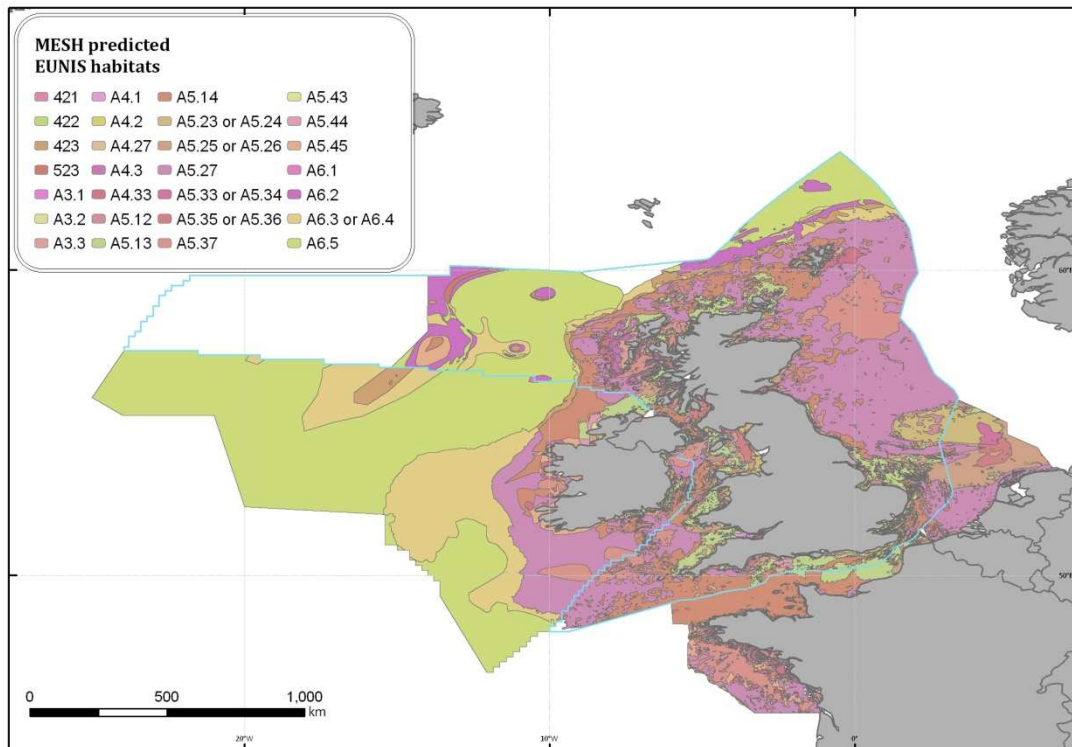 MESH predicted
EUNIS habitats
421 A4.1 A5.14 A5.43
422 A4.2 A5.23 or A5.24 A5.44
423 A4.27 A5.25 or A5.26 A5.45
523 A4.3 A5.27 A6.1
A3.1 A4.33 A5.33 or A5.34 A6.2
A3.2 A5.12 A5.35 or A5.36 A6.3 or A6.4
A3.3 A5.13 A5.37 A6.5
60°N
50°N
0 500 1,000
km
20°W 10°W 0°